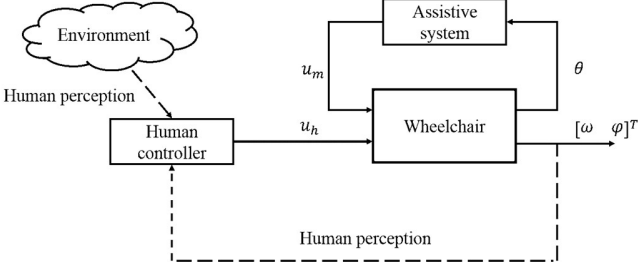 Environment
Assistive
system
u_m
θ
Human perception
Human
controller
u_h
Wheelchair
[ω φ]^T
Human perception